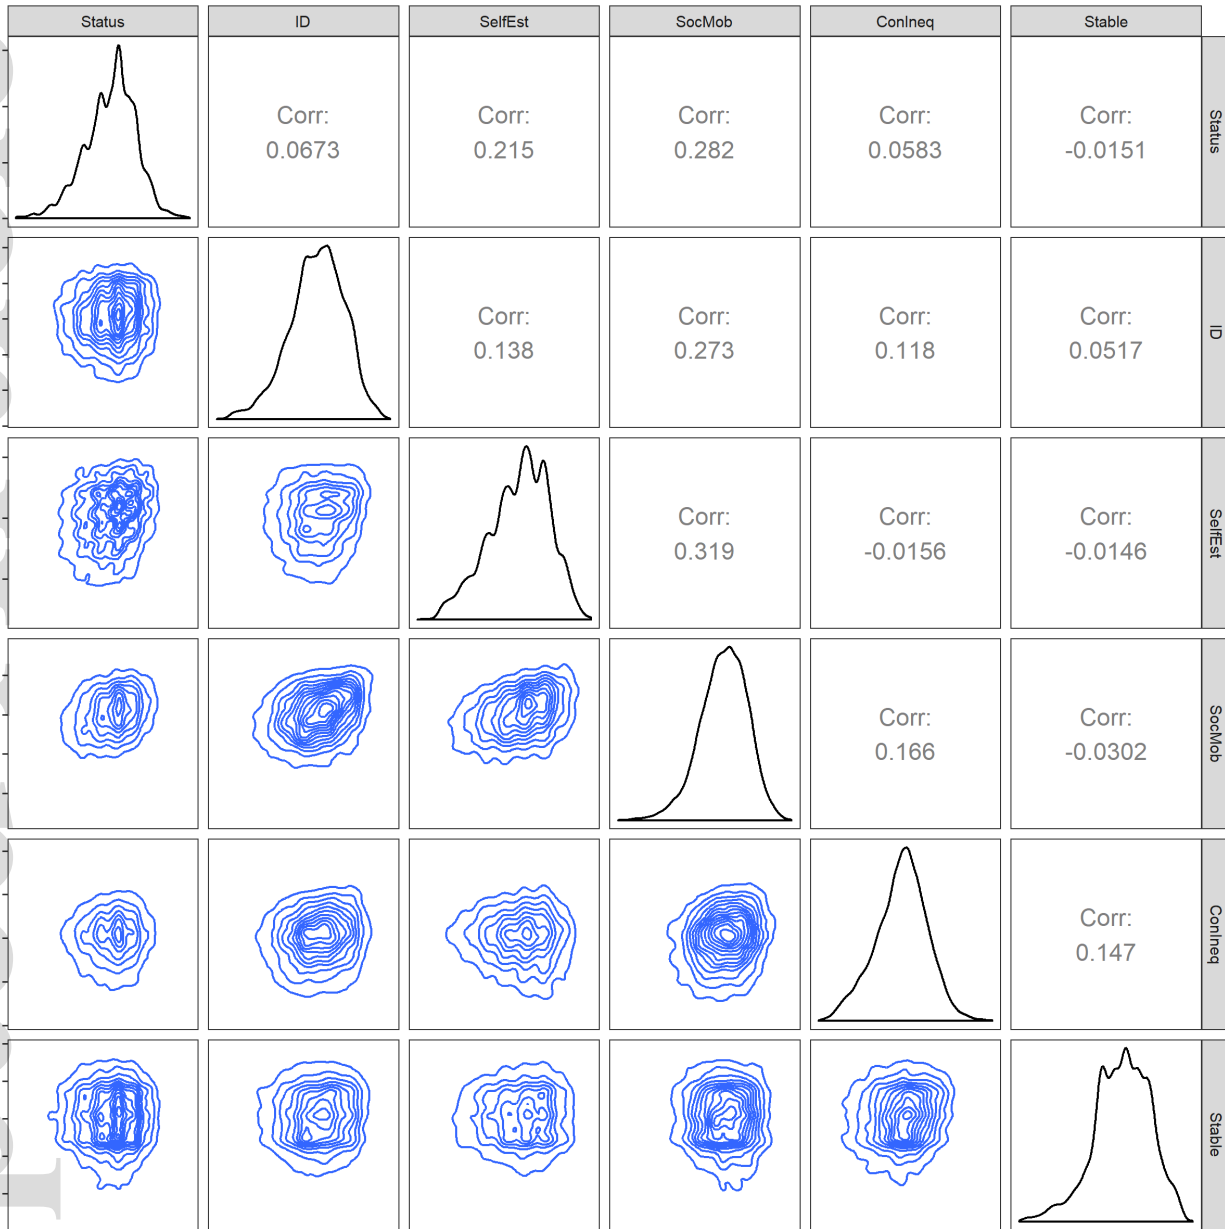 Status ID SelfEst SocMob ConIneq Stable
Corr: Corr: Corr: Corr: Corr:
0.0673 0.215 0.282 0.0583 -0.0151
Status
Corr: Corr: Corr: Corr:
0.138 0.273 0.118 0.0517
ID
Corr: Corr: Corr:
0.319 -0.0156 -0.0146
SelfEst
Corr: Corr:
0.166 -0.0302
SocMob
Corr:
0.147
ConIneq
Stable